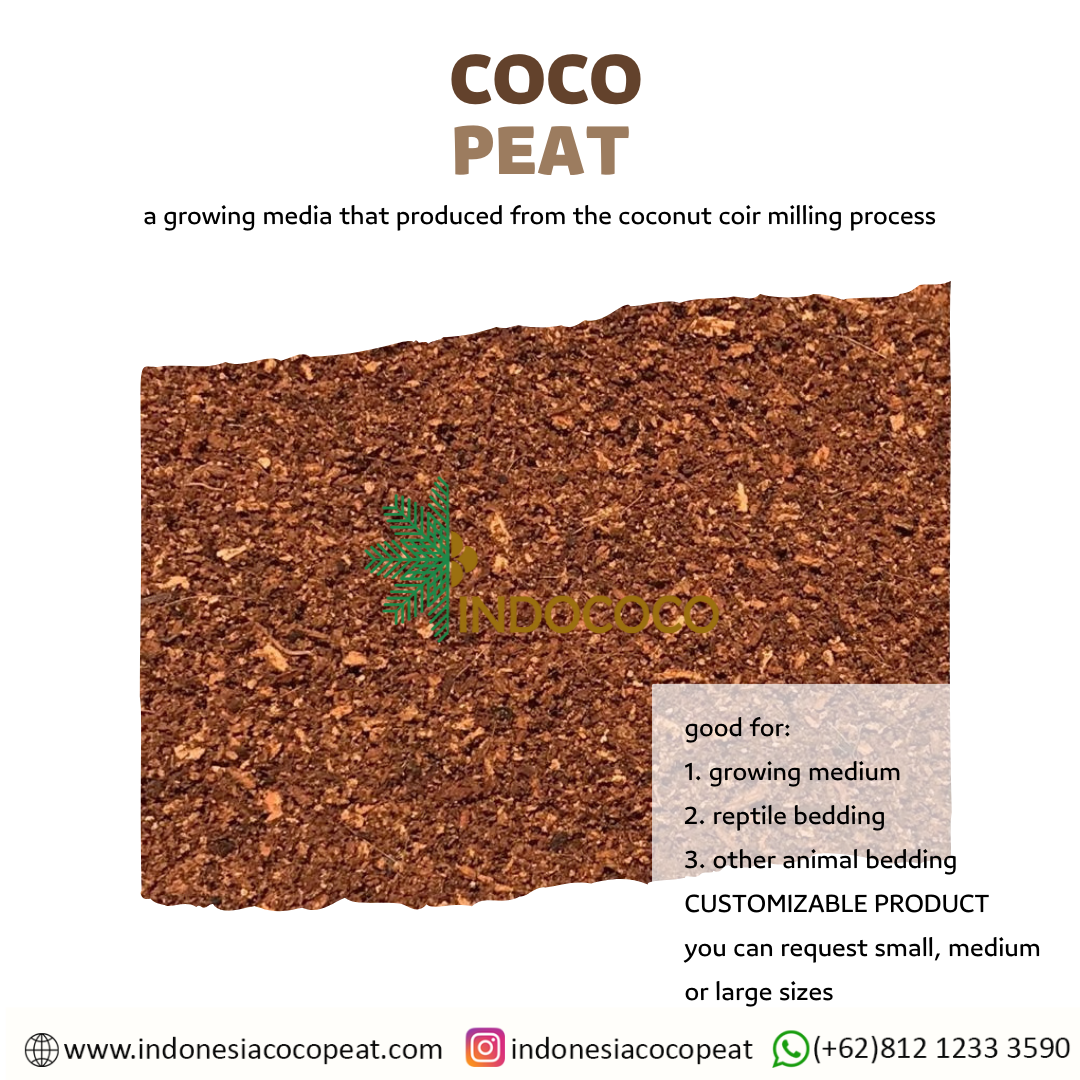 COCO
PEAT
a growing media that produced from the coconut coir milling process
INDOCOCO
good for:
1. growing medium
2. reptile bedding
3. other animal bedding
CUSTOMIZABLE PRODUCT
you can request small, medium
or large sizes
www.indonesiacocopeat.com indonesiacocopeat (+62)812 1233 3590